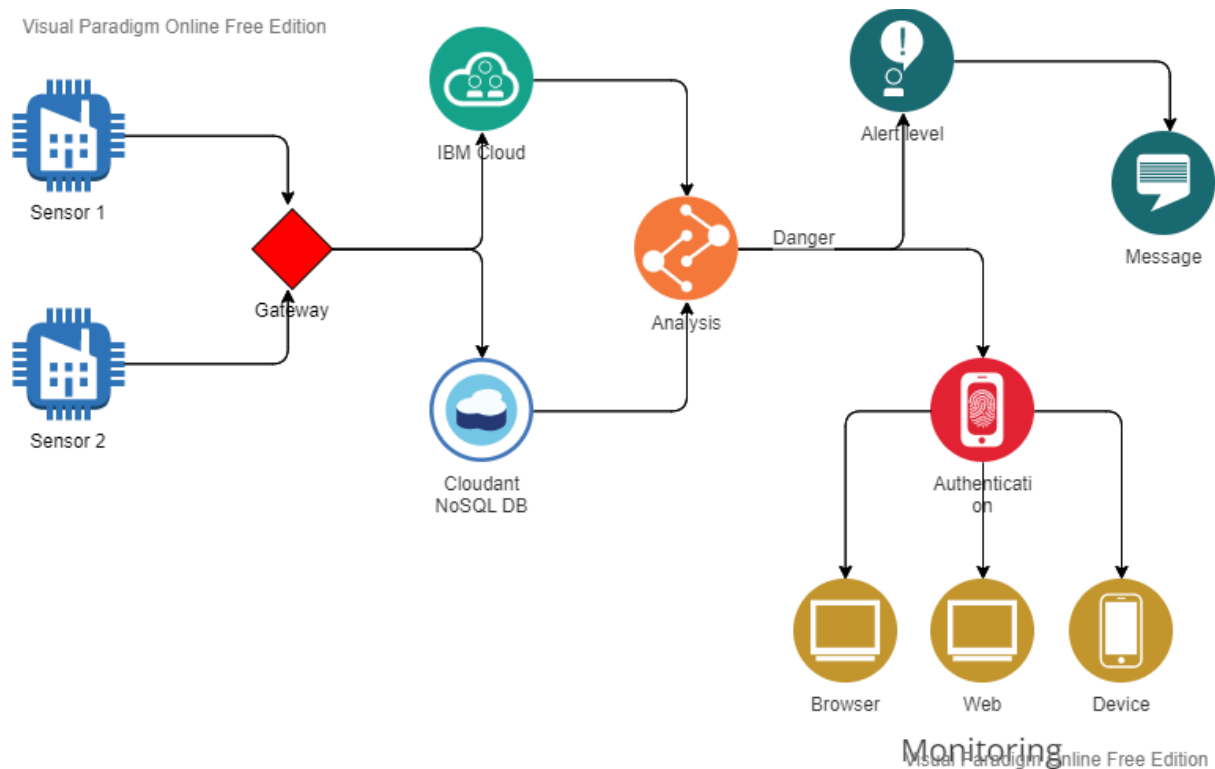 Visual Paradigm Online Free Edition
Sensor 1
IBM Cloud
Alert level
Message
Danger
Gateway
Analysis
Sensor 2
Cloudant
NoSQL DB
Authenticati
on
Browser
Web
Device
Monitoring
Visual Paradigm Online Free Edition